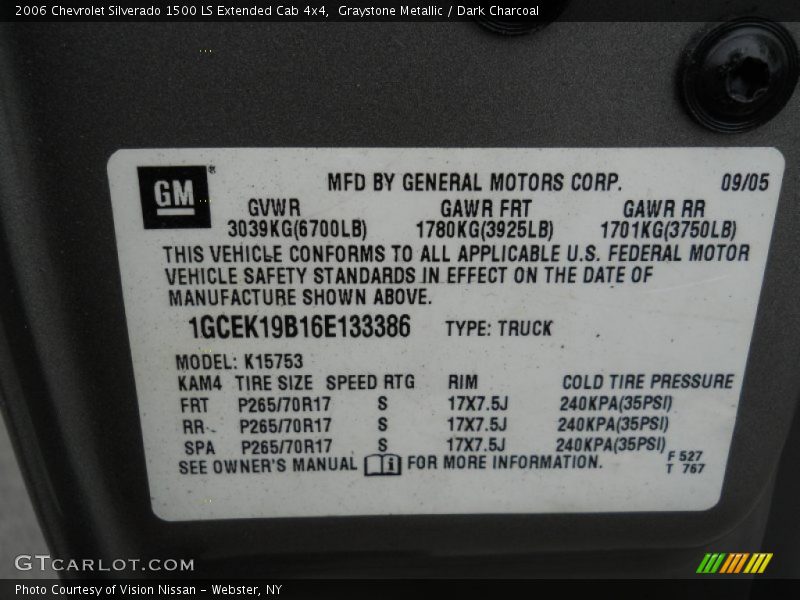 2006 Chevrolet Silverado 1500 LS Extended Cab 4x4, Graystone Metallic / Dark Charcoal
GM® MFD BY GENERAL MOTORS CORP. 09/05
GVWR GAWR FRT GAWR RR
3039KG(6700LB) 1780KG(3925LB) 1701KG(3750LB)
THIS VEHICLE CONFORMS TO ALL APPLICABLE U.S. FEDERAL MOTOR
VEHICLE SAFETY STANDARDS IN EFFECT ON THE DATE OF
MANUFACTURE SHOWN ABOVE.
1GCEK19B16E133386 TYPE: TRUCK
MODEL: K15753
KAM4 TIRE SIZE SPEED RTG RIM COLD TIRE PRESSURE
FRT P265/70R17 S 17X7.5J 240KPA(35PSI)
RR P265/70R17 S 17X7.5J 240KPA(35PSI)
SPA P265/70R17 S 17X7.5J 240KPA(35PSI)
SEE OWNER'S MANUAL i FOR MORE INFORMATION.
F 527
T 767
GTCARLOT.COM
Photo Courtesy of Vision Nissan - Webster, NY